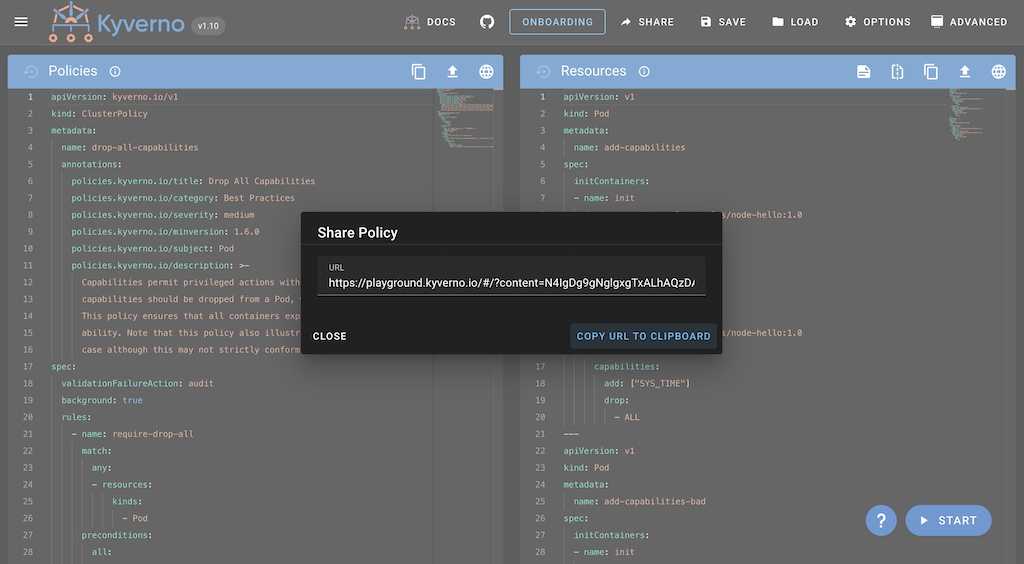 Kyverno
v1.10
DOCS
ONBOARDING
SHARE
SAVE
LOAD
OPTIONS
ADVANCED
Policies
1 apiVersion: kyverno.io/v1
2 kind: ClusterPolicy
3 metadata:
4 name: drop-all-capabilities
5 annotations:
6 policies.kyverno.io/title: Drop All Capabilities
7 policies.kyverno.io/category: Best Practices
8 policies.kyverno.io/severity: medium
9 policies.kyverno.io/minversion: 1.6.0
10 policies.kyverno.io/subject: Pod
11 policies.kyverno.io/description: >-
12 Capabilities permit privileged actions with
13 capabilities should be dropped from a Pod,
14 This policy ensures that all containers exp
15 ability. Note that this policy also illustr
16 case although this may not strictly conform
17 spec:
18 validationFailureAction: audit
19 background: true
20 rules:
21 - name: require-drop-all
22 match:
23 any:
24 - resources:
25 kinds:
26 - Pod
27 preconditions:
28 all:
Resources
1 apiVersion: v1
2 kind: Pod
3 metadata:
4 name: add-capabilities
5 spec:
6 initContainers:
7 - name: init
s/node-hello:1.0
s/node-hello:1.0
17 capabilities:
18 add: ["SYS_TIME"]
19 drop:
20 - ALL
21 ---
22 apiVersion: v1
23 kind: Pod
24 metadata:
25 name: add-capabilities-bad
26 spec:
27 initContainers:
28 - name: init
Share Policy
URL
https://playground.kyverno.io/#/?content=N4IgDg9gNglgxgTxALhAQzD
CLOSE
COPY URL TO CLIPBOARD
?
START